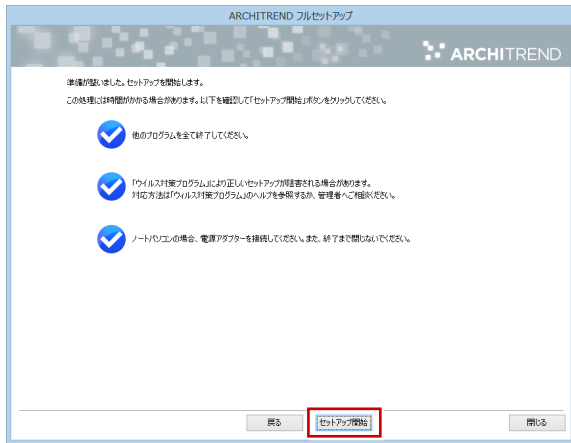 ARCHITREND フルセットアップ
ARCHITREND
準備が整いました。セットアップを開始します。
この処理には時間がかかる場合があります。以下を確認して「セットアップ開始」ボタンをクリックしてください。
他のプログラムを全て終了してください。
「ウイルス対策プログラム」により正しいセットアップが阻害される場合があります。
対応方法は「ウィルス対策プログラム」のヘルプを参照するか、管理者へご相談ください。
ノートパソコンの場合、電源アダプターを接続してください。また、終了まで閉じないでください。
戻る
セットアップ開始
閉じる